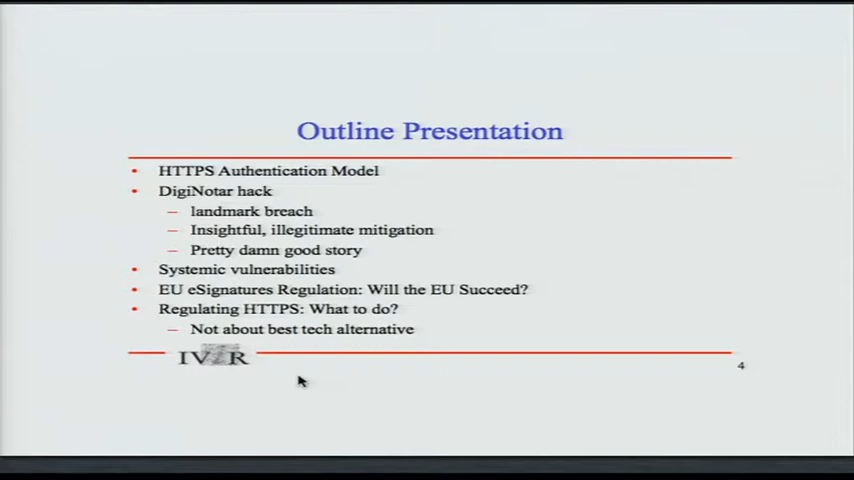 Outline Presentation
• HTTPS Authentication Model
• DigiNotar hack
– landmark breach
– Insightful, illegitimate mitigation
– Pretty damn good story
• Systemic vulnerabilities
• EU eSignatures Regulation: Will the EU Succeed?
• Regulating HTTPS: What to do?
– Not about best tech alternative
IViR
4